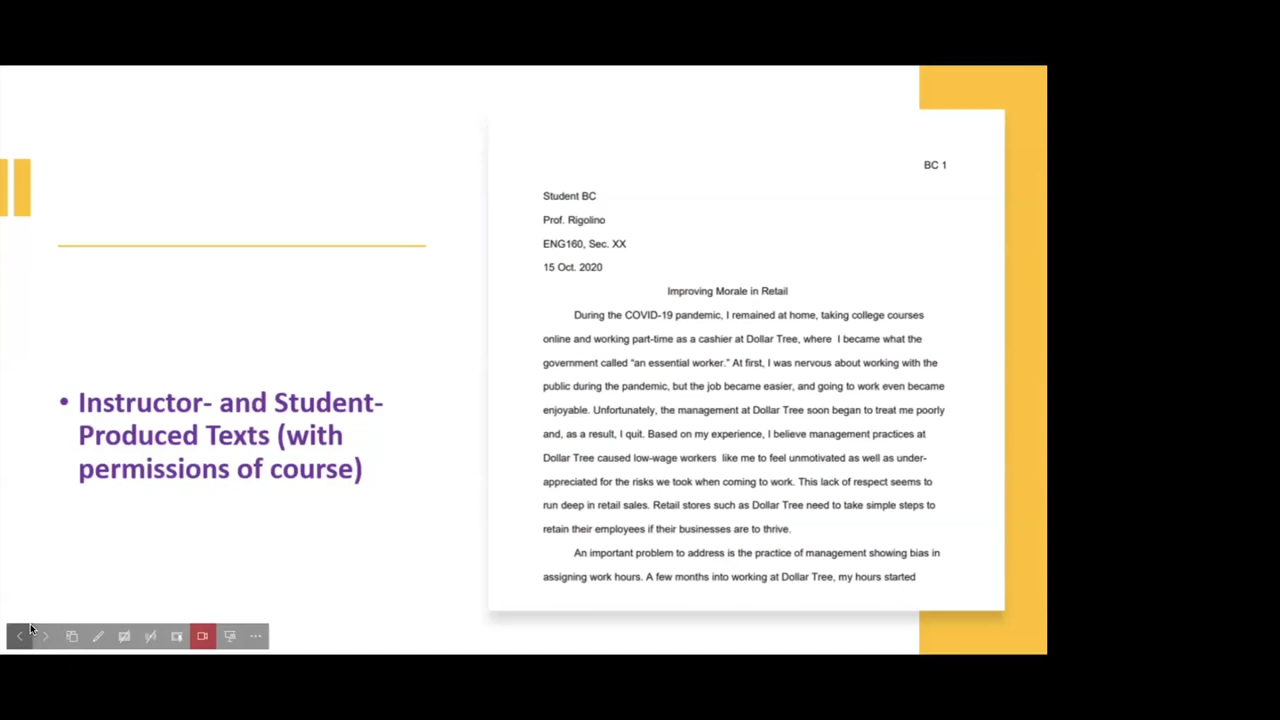 • Instructor- and Student-
Produced Texts (with
permissions of course)
BC 1
Student BC
Prof. Rigolino
ENG160, Sec. XX
15 Oct. 2020
Improving Morale in Retail
During the COVID-19 pandemic, I remained at home, taking college courses
online and working part-time as a cashier at Dollar Tree, where I became what the
government called “an essential worker.” At first, I was nervous about working with the
public during the pandemic, but the job became easier, and going to work even became
enjoyable. Unfortunately, the management at Dollar Tree soon began to treat me poorly
and, as a result, I quit. Based on my experience, I believe management practices at
Dollar Tree caused low-wage workers like me to feel unmotivated as well as under-
appreciated for the risks we took when coming to work. This lack of respect seems to
run deep in retail sales. Retail stores such as Dollar Tree need to take simple steps to
retain their employees if their businesses are to thrive.
An important problem to address is the practice of management showing bias in
assigning work hours. A few months into working at Dollar Tree, my hours started